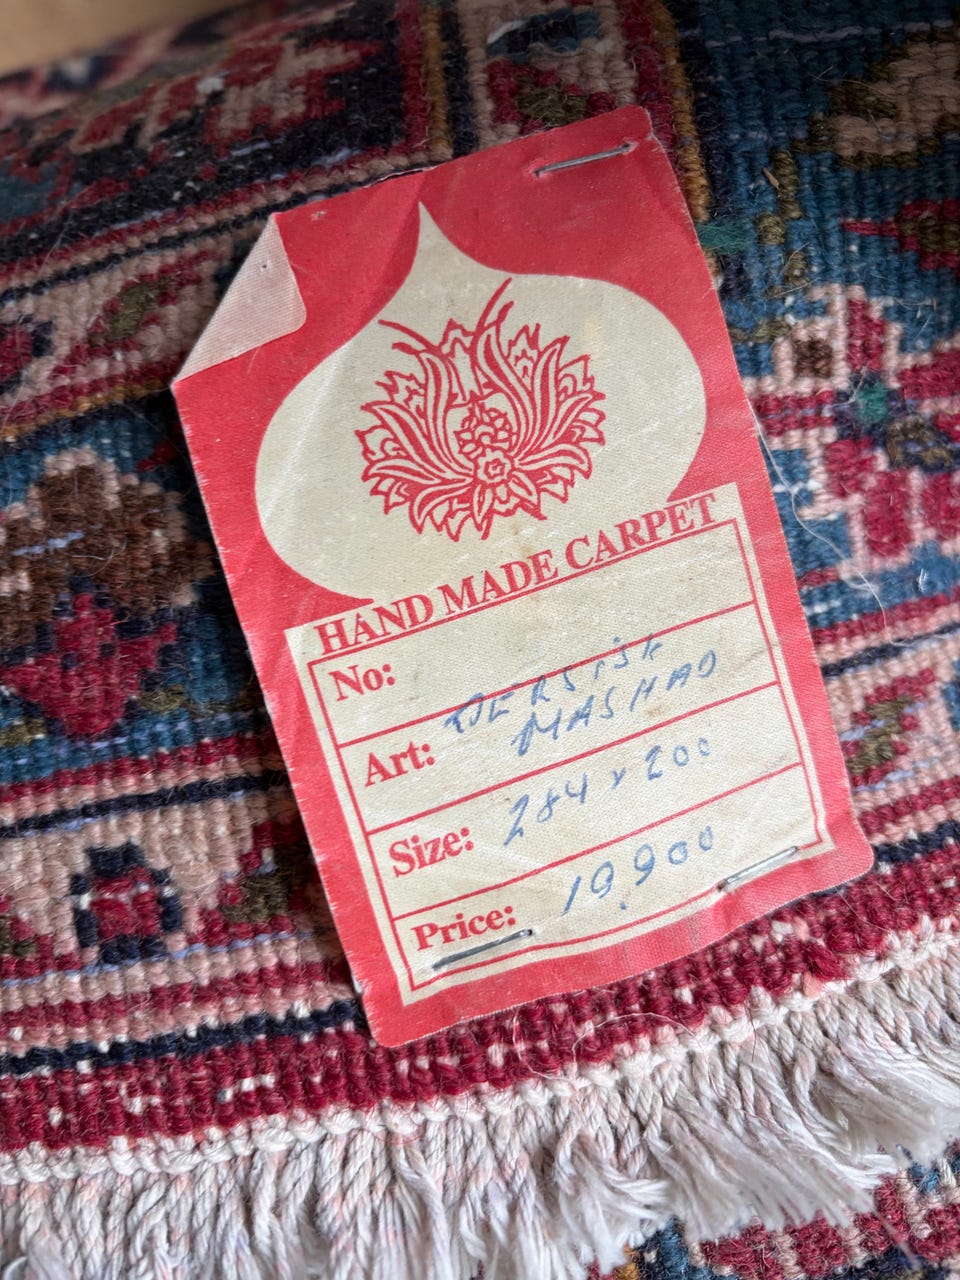 HAND MADE CARPET
No:
PERSISK
Art: MASHAD
Size: 284 x 200
Price: 19.900